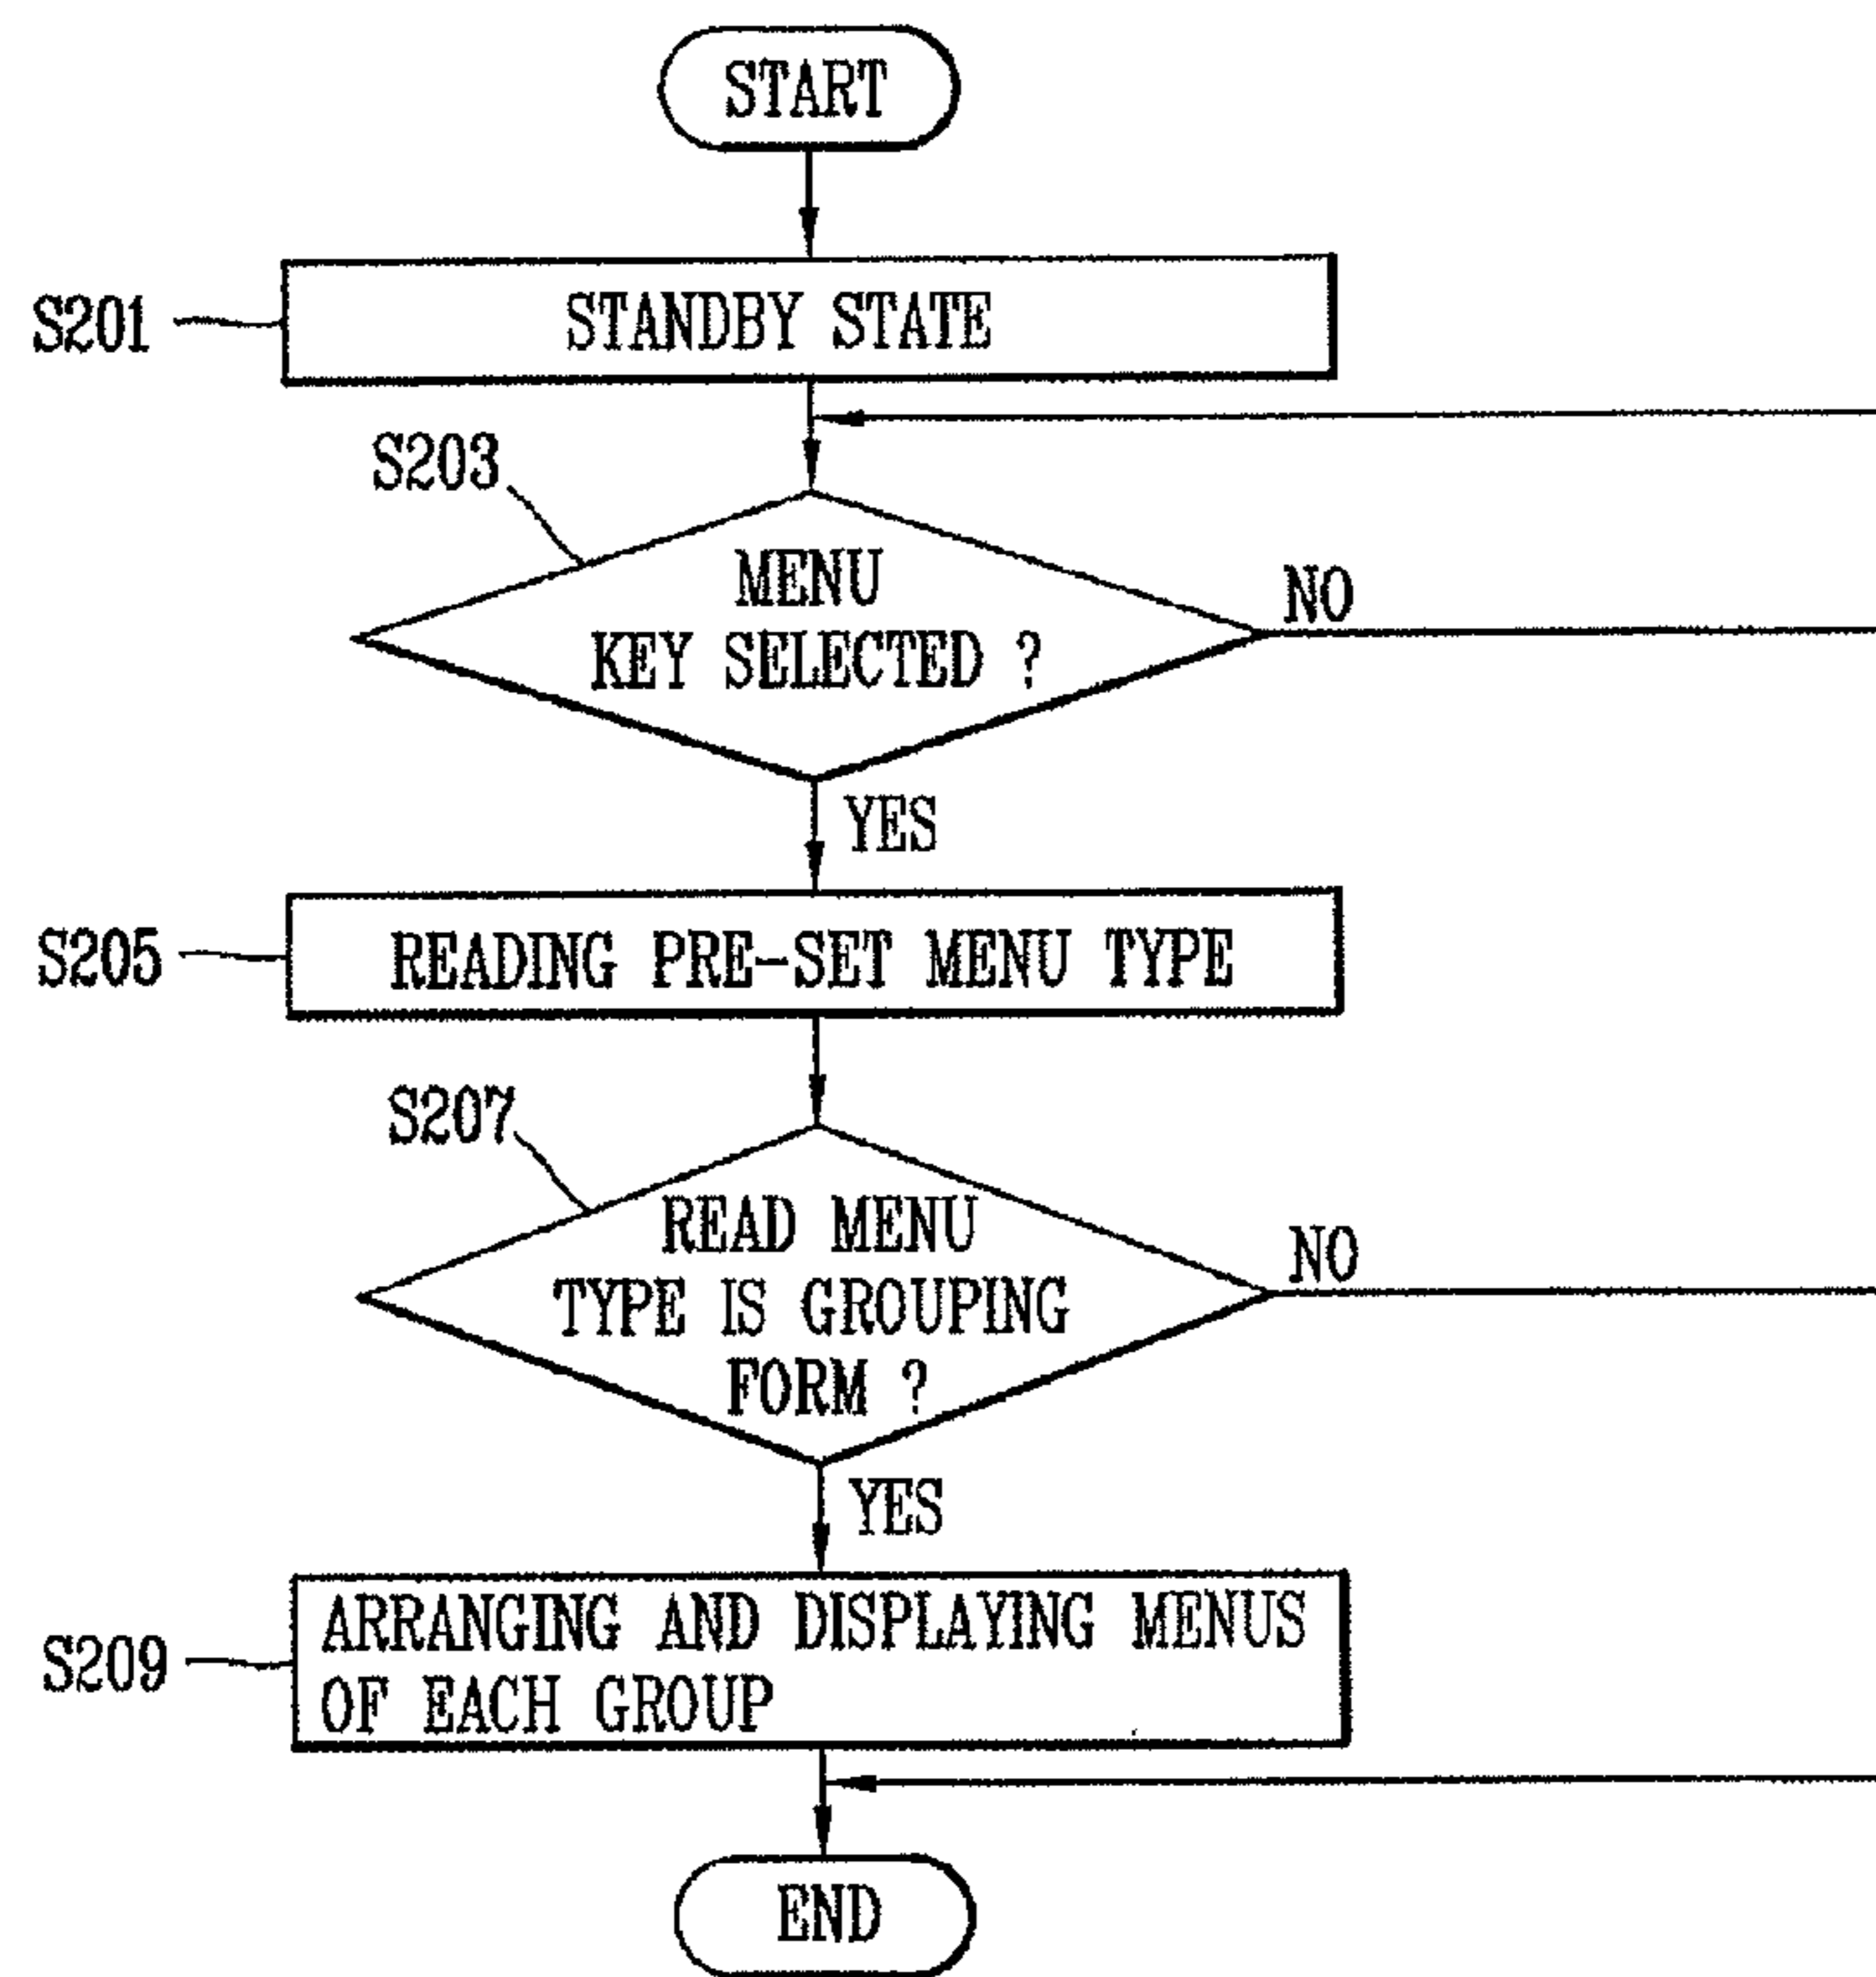 START
S201
STANDBY STATE
S203
MENU
KEY SELECTED ?
NO
YES
S205
READING PRE-SET MENU TYPE
S207
READ MENU
TYPE IS GROUPING
FORM ?
NO
YES
S209
ARRANGING AND DISPLAYING MENUS
OF EACH GROUP
END